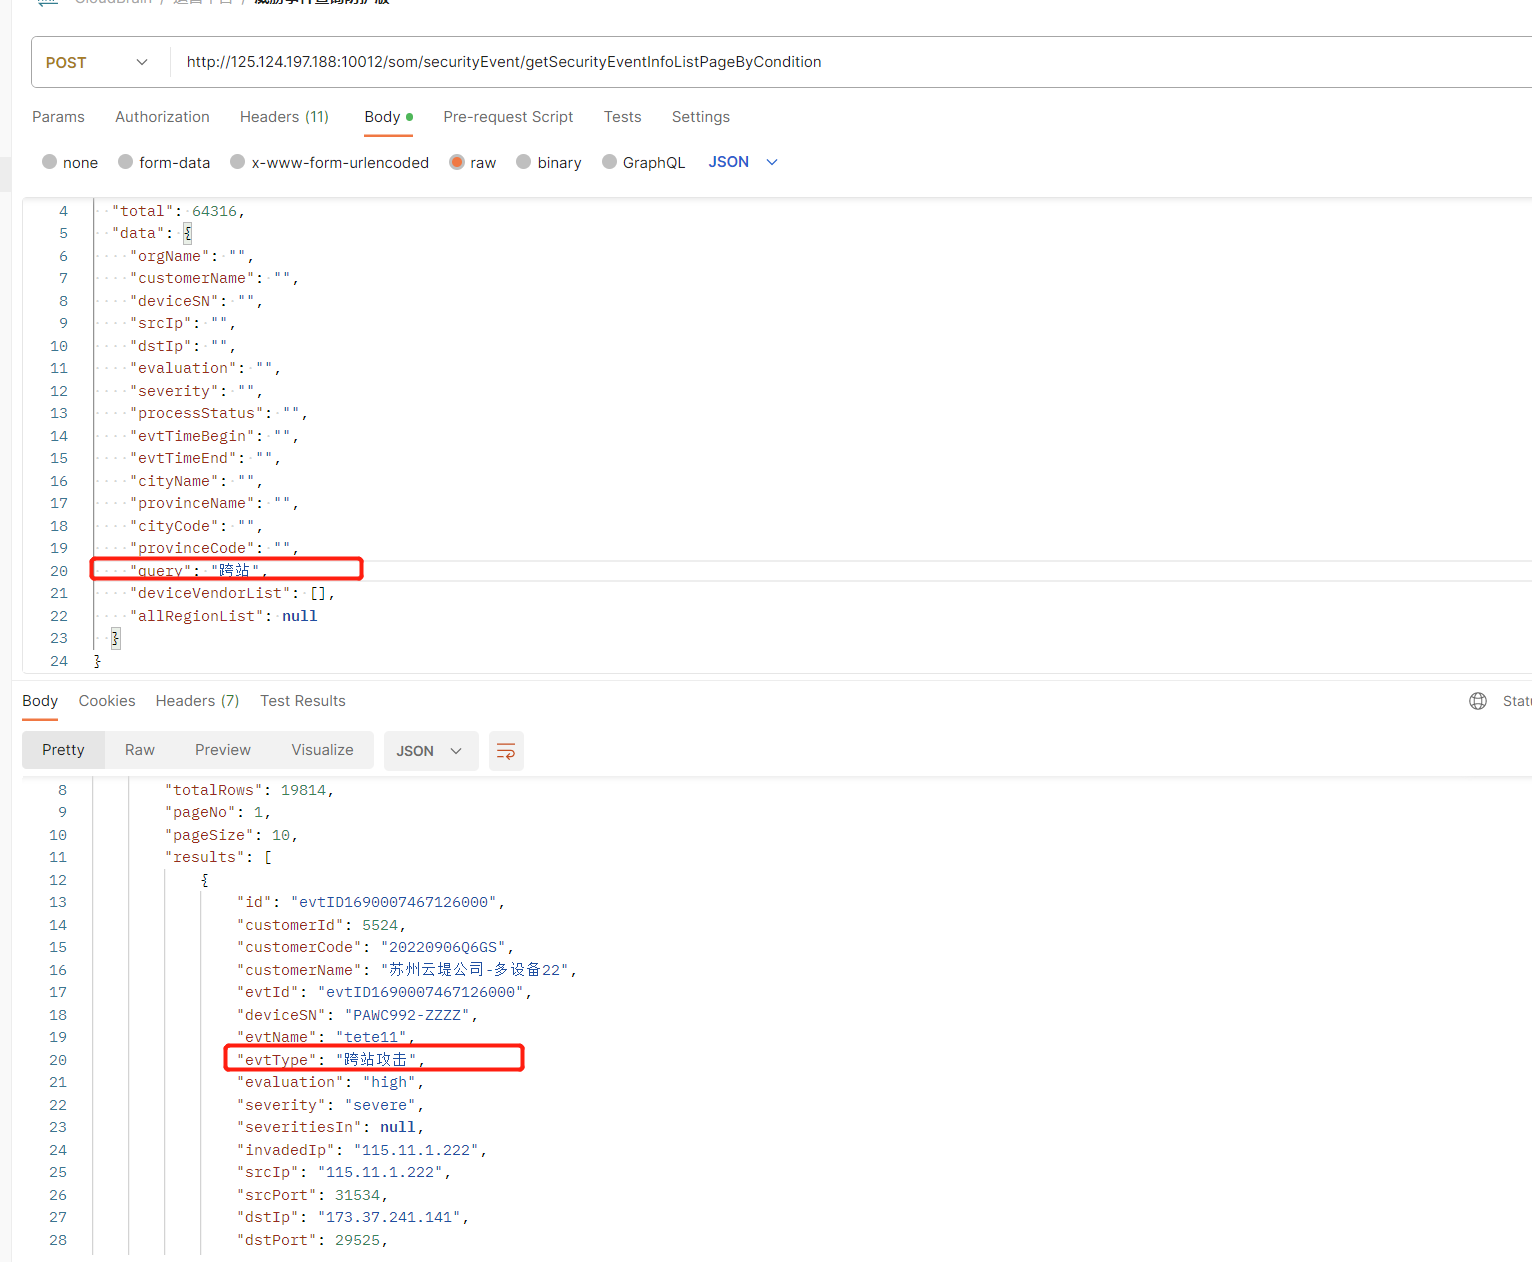 POST http://125.124.197.188:10012/som/securityEvent/getSecurityEventInfoListPageByCondition
Params Authorization Headers (11) Body Pre-request Script Tests Settings
none form-data x-www-form-urlencoded raw binary GraphQL JSON
4 "total": 64316,
5 "data": {
6 "orgName": "",
7 "customerName": "",
8 "deviceSN": "",
9 "srcIp": "",
10 "dstIp": "",
11 "evaluation": "",
12 "severity": "",
13 "processStatus": "",
14 "evtTimeBegin": "",
15 "evtTimeEnd": "",
16 "cityName": "",
17 "provinceName": "",
18 "cityCode": "",
19 "provinceCode": "",
20 "query": "跨站",
21 "deviceVendorList": [],
22 "allRegionList": null
23 }
24 }
Body Cookies Headers (7) Test Results Statu
Pretty Raw Preview Visualize JSON
8 "totalRows": 19814,
9 "pageNo": 1,
10 "pageSize": 10,
11 "results": [
12 {
13 "id": "evtID1690007467126000",
14 "customerId": 5524,
15 "customerCode": "20220906Q6GS",
16 "customerName": "苏州云堤公司-多设备22",
17 "evtId": "evtID1690007467126000",
18 "deviceSN": "PAWC992-ZZZZ",
19 "evtName": "tete11",
20 "evtType": "跨站攻击",
21 "evaluation": "high",
22 "severity": "severe",
23 "severitiesIn": null,
24 "invadedIp": "115.11.1.222",
25 "srcIp": "115.11.1.222",
26 "srcPort": 31534,
27 "dstIp": "173.37.241.141",
28 "dstPort": 29525,